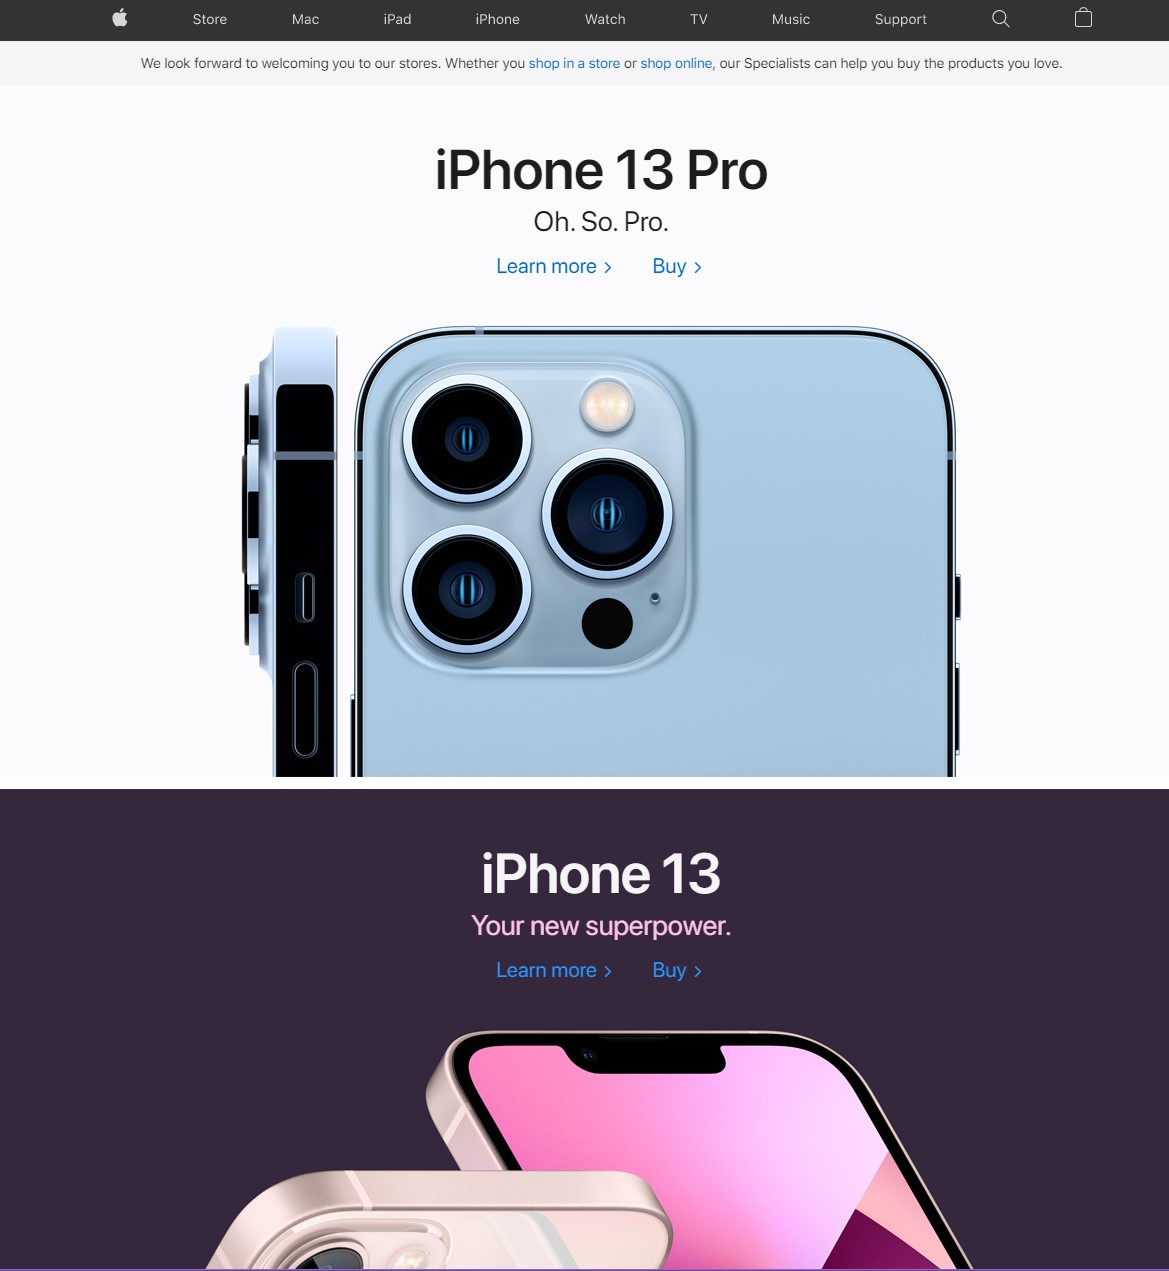 Store Mac iPad iPhone Watch TV Music Support
We look forward to welcoming you to our stores. Whether you shop in a store or shop online, our Specialists can help you buy the products you love.
iPhone 13 Pro
Oh. So. Pro.
Learn more > Buy >
iPhone 13
Your new superpower.
Learn more > Buy >